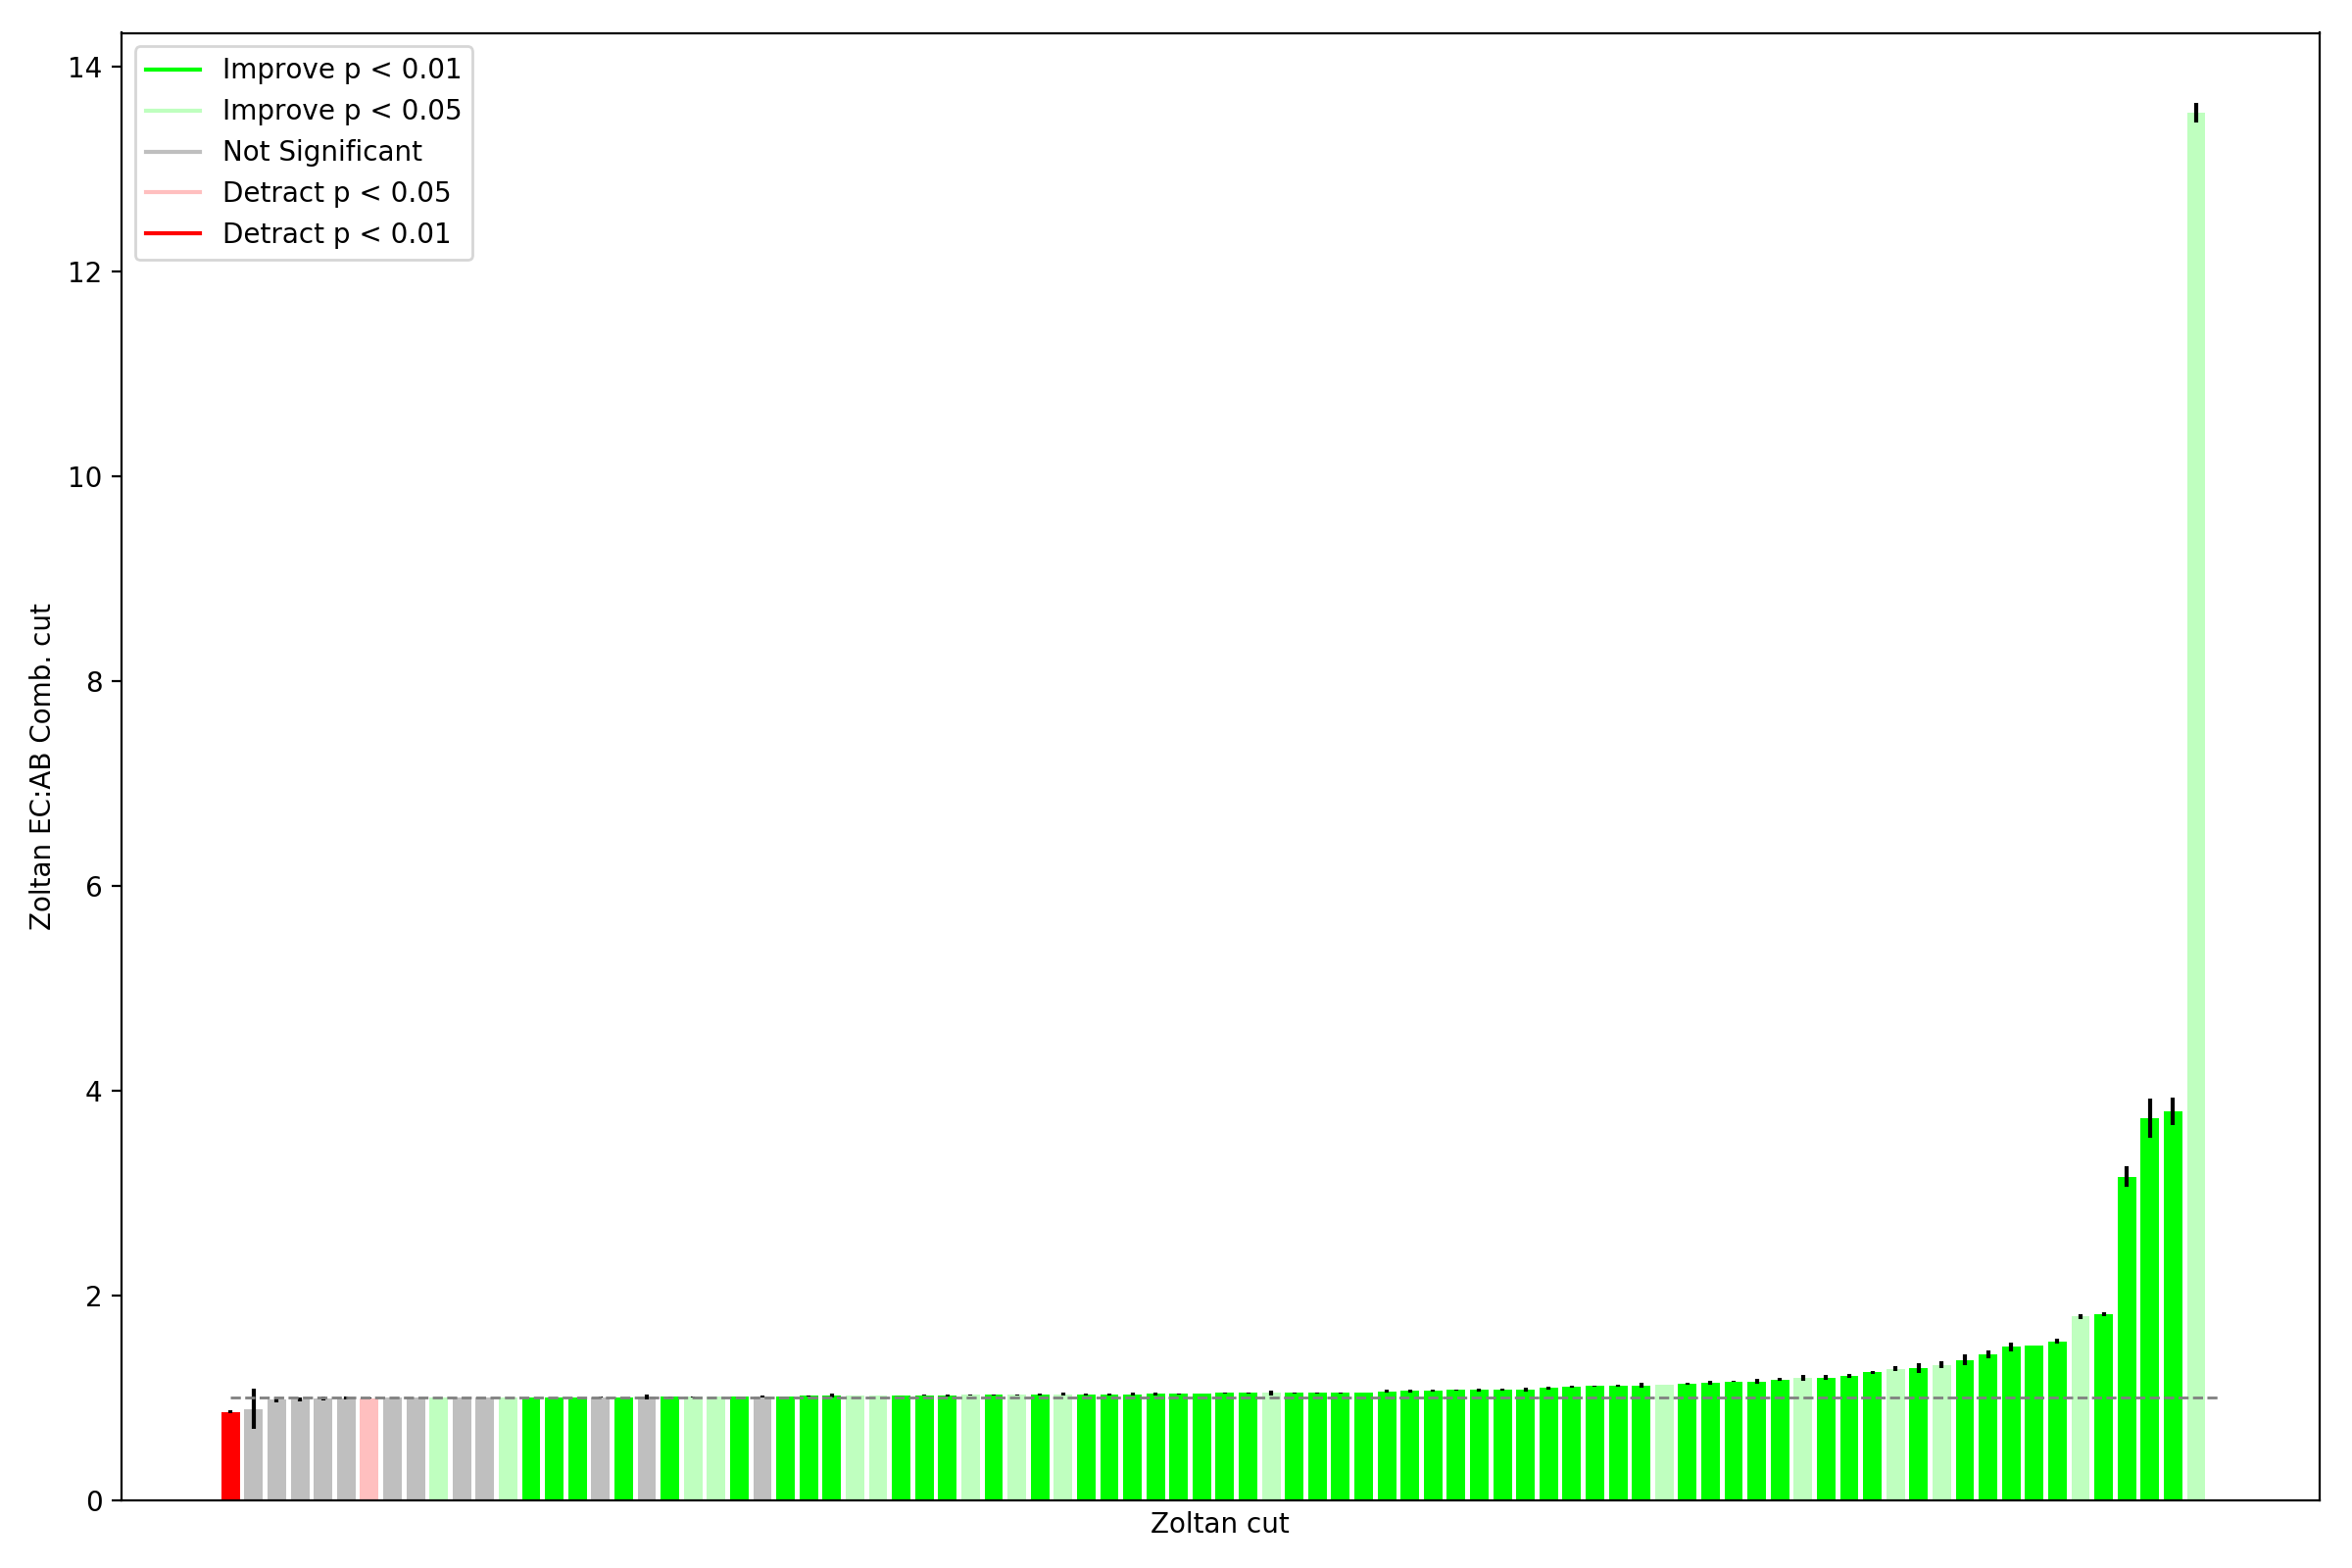 Improve p < 0.01
Improve p < 0.05
Not Significant
Detract p < 0.05
Detract p < 0.01
14
12
10
8
6
4
2
0
Zoltan EC:AB Comb. cut
Zoltan cut